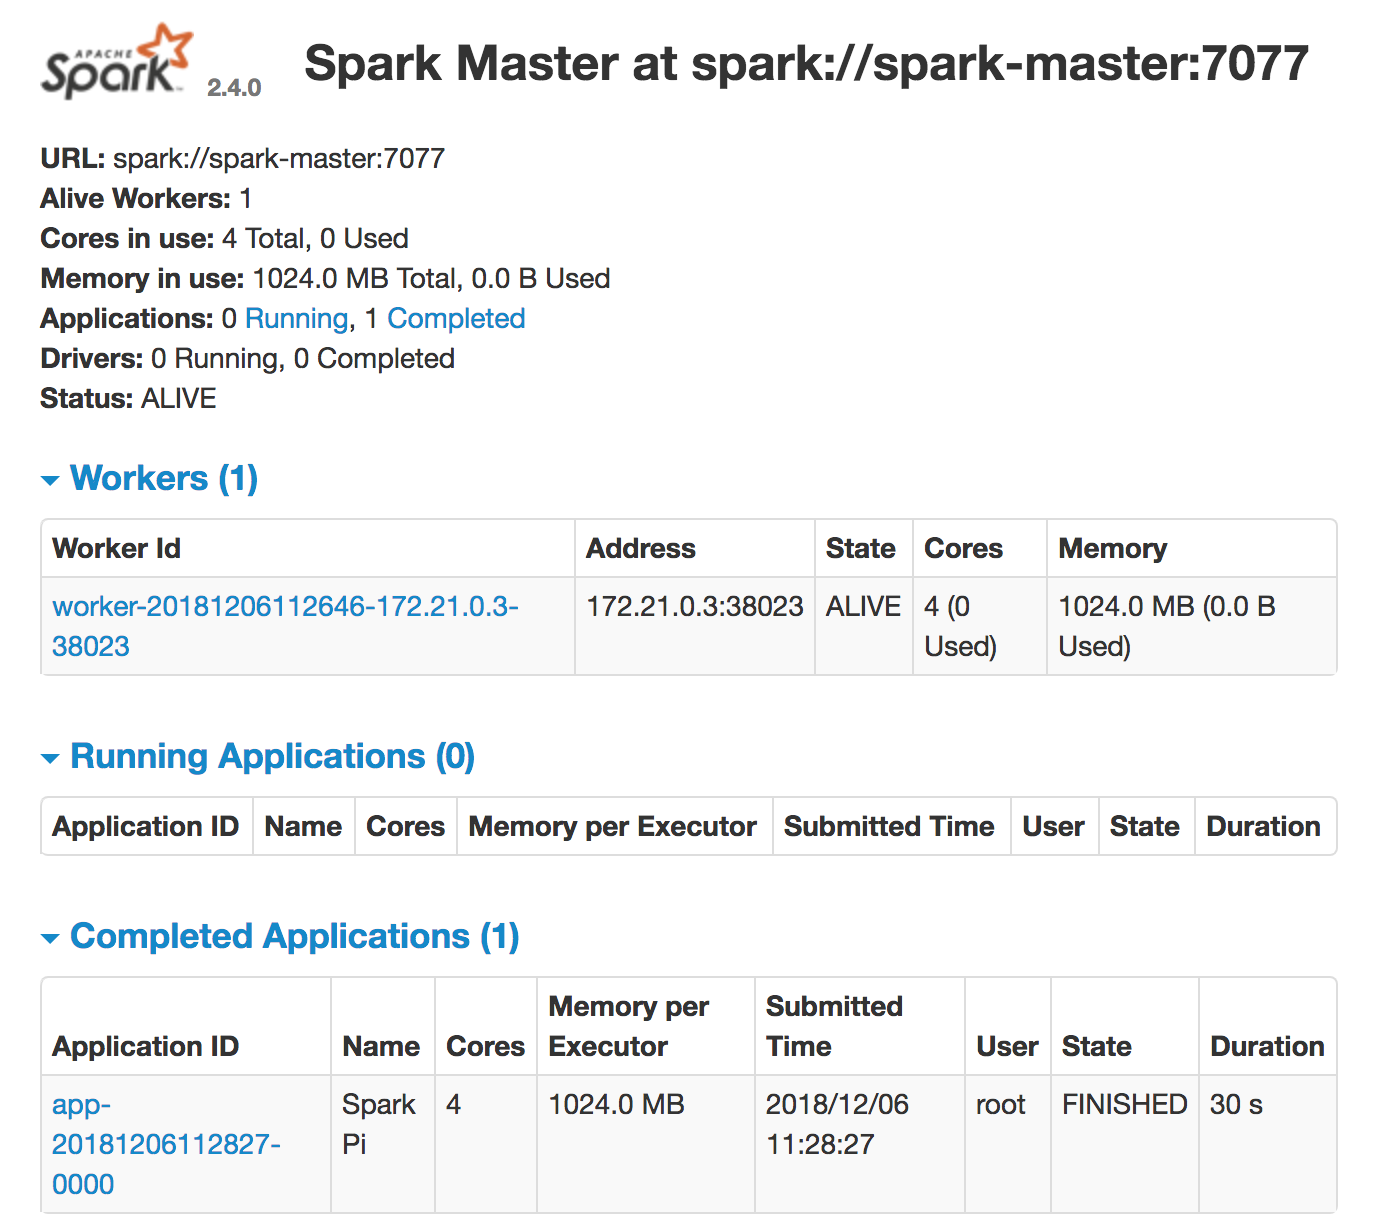 APACHE
Spark™ 2.4.0 Spark Master at spark://spark-master:7077
URL: spark://spark-master:7077
Alive Workers: 1
Cores in use: 4 Total, 0 Used
Memory in use: 1024.0 MB Total, 0.0 B Used
Applications: 0 Running, 1 Completed
Drivers: 0 Running, 0 Completed
Status: ALIVE
Workers (1)
Worker Id Address State Cores Memory
worker-20181206112646-172.21.0.3- 172.21.0.3:38023 ALIVE 4 (0 1024.0 MB (0.0 B
38023 Used) Used)
Running Applications (0)
Application ID Name Cores Memory per Executor Submitted Time User State Duration
Completed Applications (1)
Memory per Submitted
Application ID Name Cores Executor Time User State Duration
app- Spark 4 1024.0 MB 2018/12/06 root FINISHED 30 s
20181206112827- Pi 11:28:27
0000